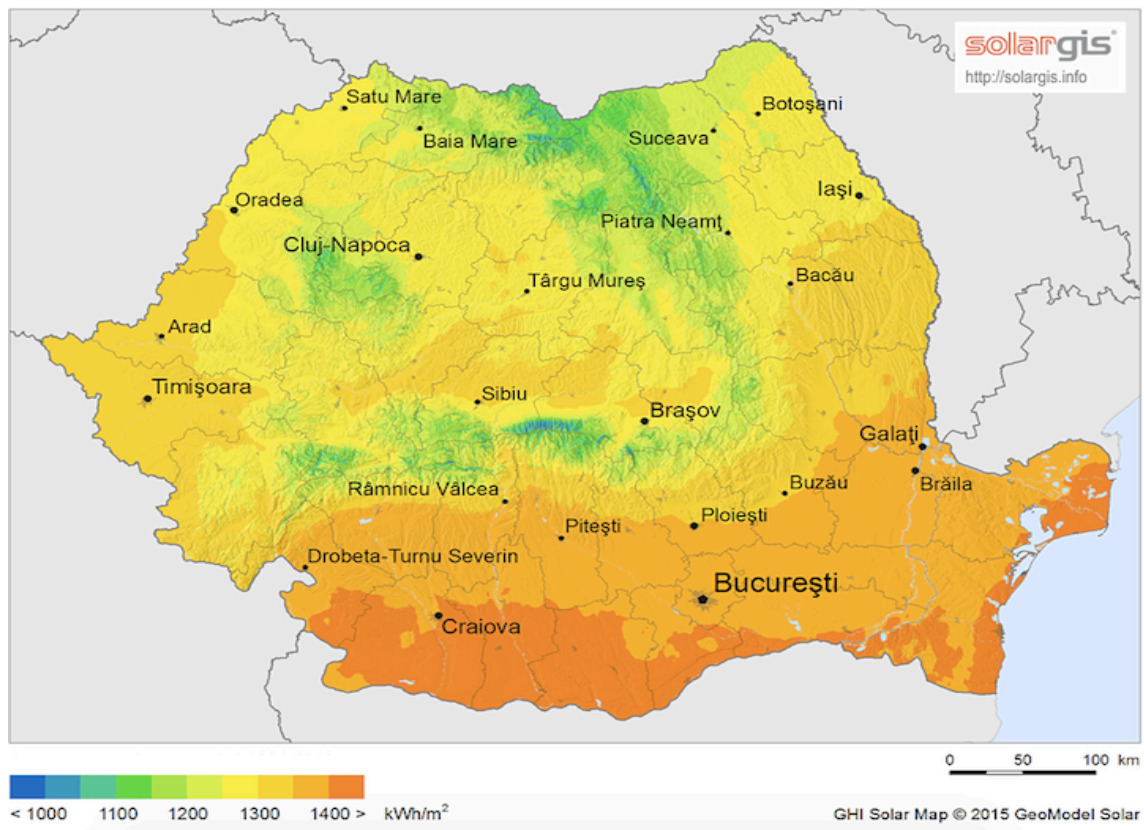 solargis
http://solargis.info
Satu Mare
Botoşani
Baia Mare
Suceava
Iaşi
Oradea
Piatra Neamţ
Cluj-Napoca
Târgu Mureş
Bacău
Arad
Timişoara
Sibiu
Braşov
Galaţi
Râmnicu Vâlcea
Buzău
Brăila
Piteşti
Ploieşti
Drobeta-Turnu Severin
Bucureşti
Craiova
0 50 100 km
< 1000 1100 1200 1300 1400 > kWh/m²
GHI Solar Map © 2015 GeoModel Solar